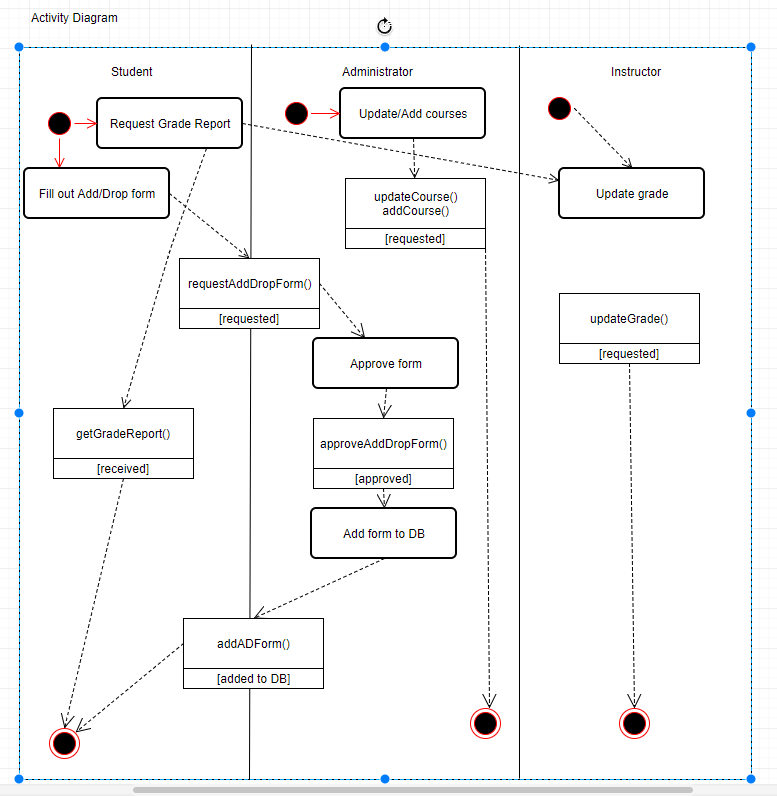 Activity Diagram
Student
Administrator
Instructor
Request Grade Report
Update/Add courses
Fill out Add/Drop form
updateCourse()
addCourse()
[requested]
Update grade
requestAddDropForm()
[requested]
updateGrade()
[requested]
Approve form
getGradeReport()
[received]
approveAddDropForm()
[approved]
Add form to DB
addADForm()
[added to DB]